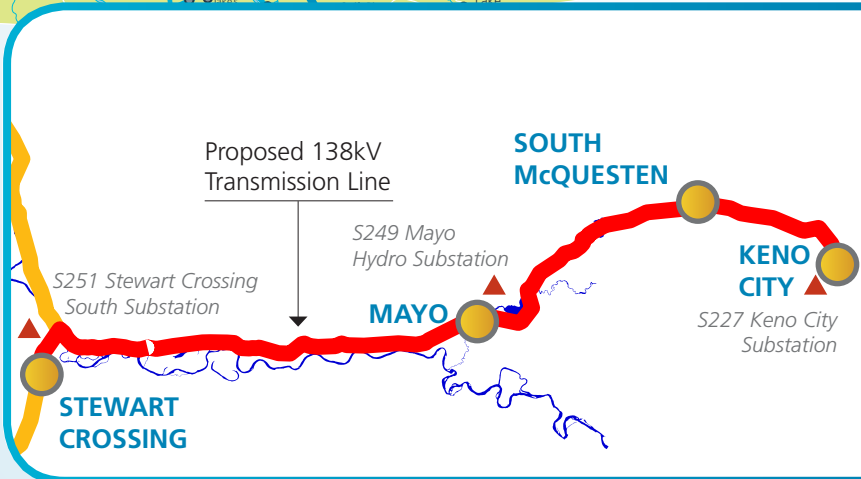 Proposed 138kV
Transmission Line
SOUTH
McQUESTEN
S249 Mayo
Hydro Substation
S251 Stewart Crossing
South Substation
MAYO
KENO
CITY
S227 Keno City
Substation
STEWART
CROSSING